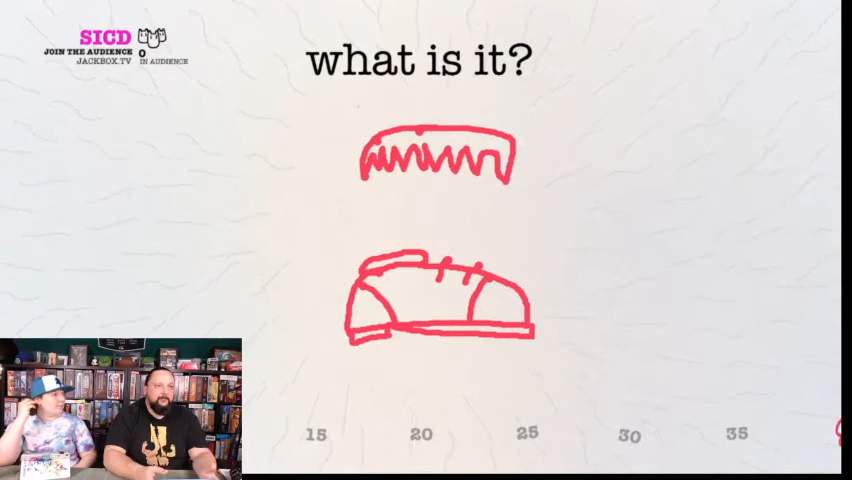 SICD
JOIN THE AUDIENCE 0
JACKBOX.TV IN AUDIENCE
what is it?
15 20 25 30 35